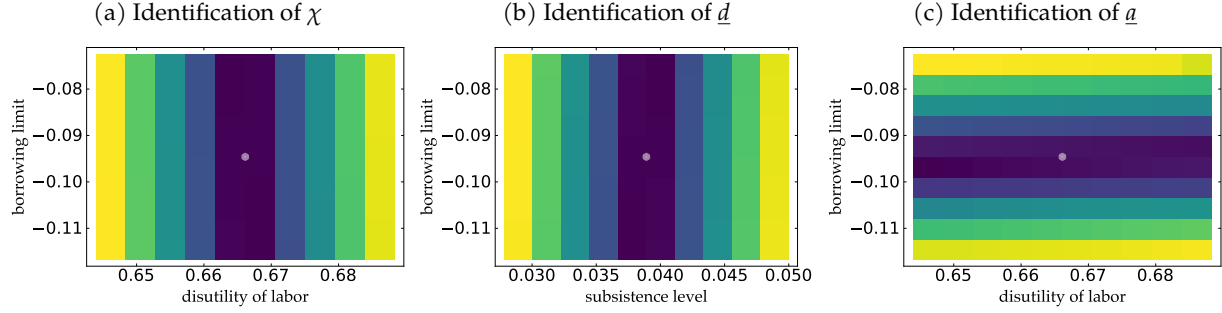 (a) Identification of χ
(b) Identification of d̲
(c) Identification of a̲
borrowing limit
−0.08
−0.09
−0.10
−0.11
0.65
0.66
0.67
0.68
disutility of labor
borrowing limit
−0.08
−0.09
−0.10
−0.11
0.030
0.035
0.040
0.045
0.050
subsistence level
borrowing limit
−0.08
−0.09
−0.10
−0.11
0.65
0.66
0.67
0.68
disutility of labor